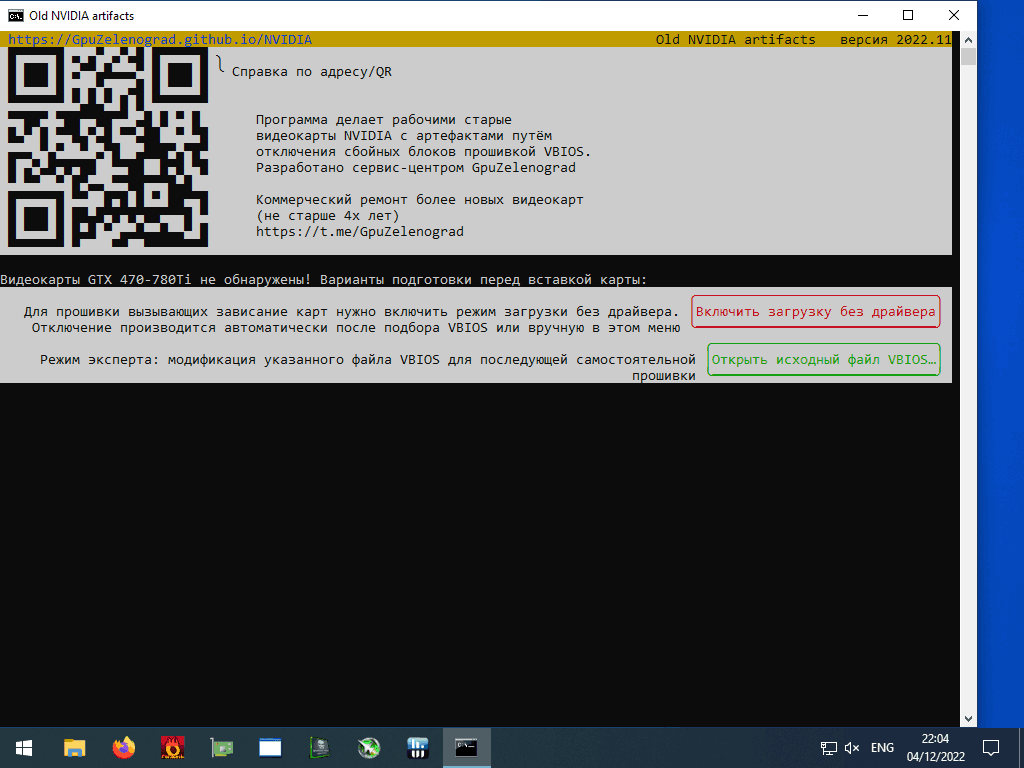 Old NVIDIA artifacts
https://GpuZelenograd.github.io/NVIDIA Old NVIDIA artifacts версия 2022.11
Справка по адресу/QR
Программа делает рабочими старые
видеокарты NVIDIA с артефактами путём
отключения сбойных блоков прошивкой VBIOS.
Разработано сервис-центром GpuZelenograd
Коммерческий ремонт более новых видеокарт
(не старше 4х лет)
https://t.me/GpuZelenograd
Видеокарты GTX 470-780Ti не обнаружены! Варианты подготовки перед вставкой карты:
Для прошивки вызывающих зависание карт нужно включить режим загрузки без драйвера. Включить загрузку без драйвера
Отключение производится автоматически после подбора VBIOS или вручную в этом меню
Режим эксперта: модификация указанного файла VBIOS для последующей самостоятельной Открыть исходный файл VBIOS…
прошивки
ENG
22:04
04/12/2022